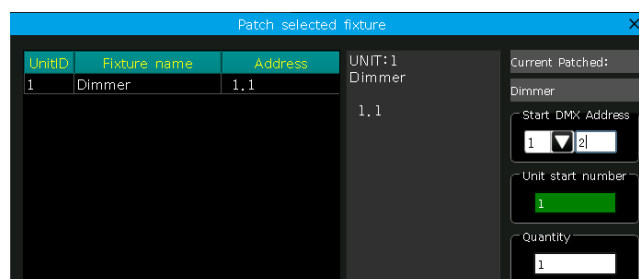 Patch selected fixture
UnitID Fixture name Address
1 Dimmer 1.1
UNIT:1
Dimmer
1.1
Current Patched:
Dimmer
Start DMX Address
1 2
Unit start number
1
Quantity
1